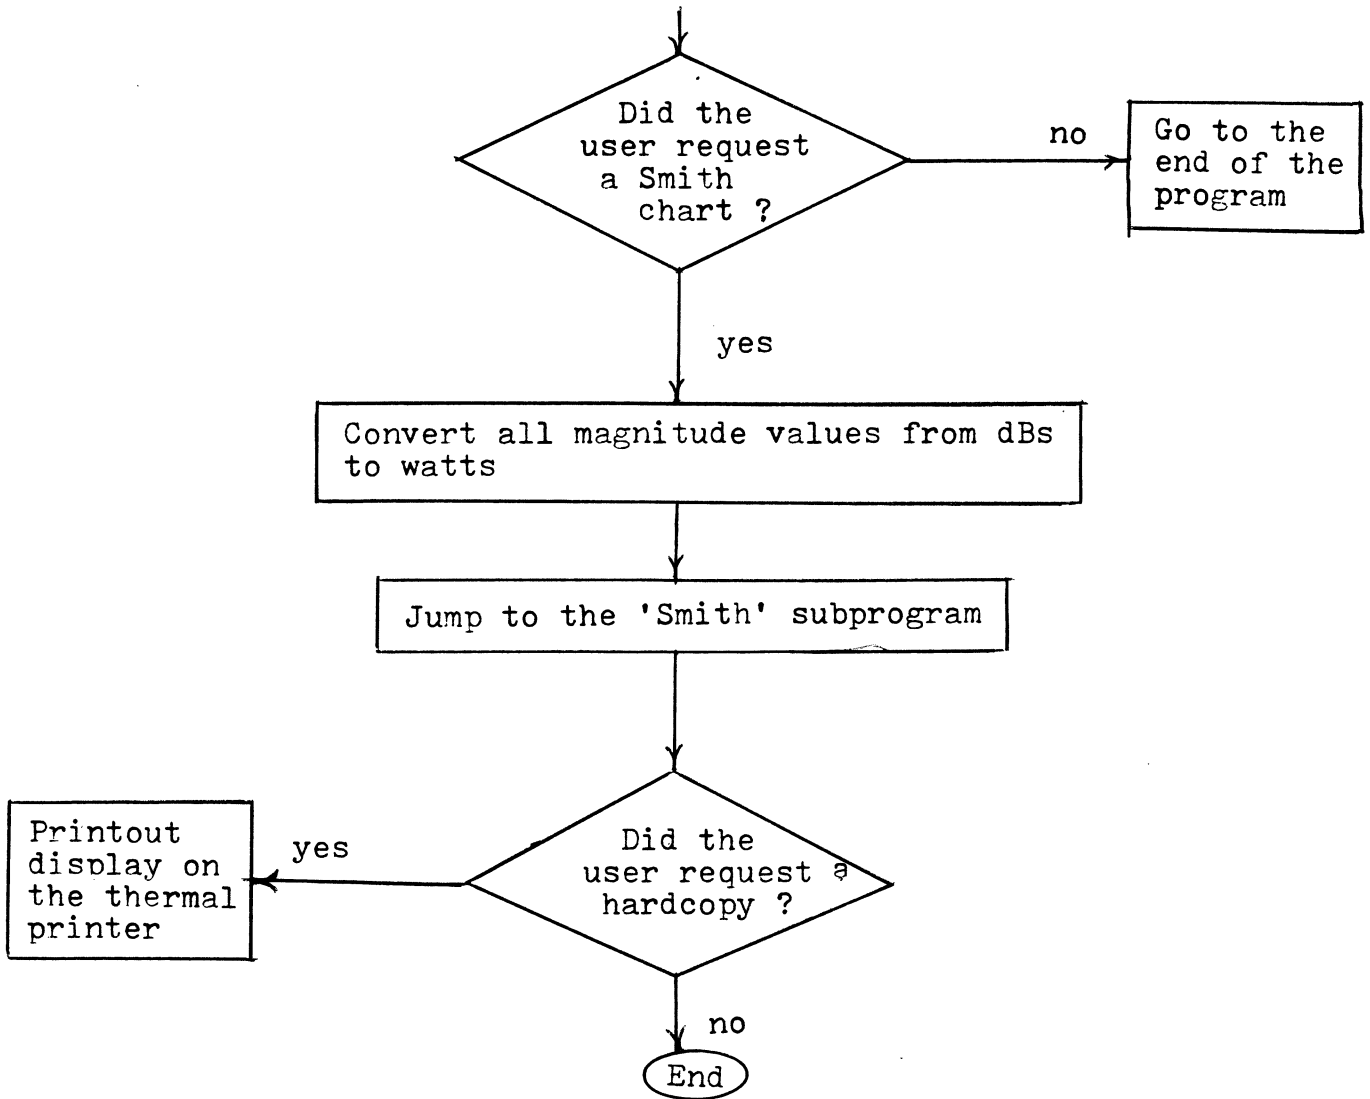 Did the
user request
a Smith
chart ?
no
Go to the
end of the
program
yes
Convert all magnitude values from dBs
to watts
Jump to the 'Smith' subprogram
Did the
user request a
hardcopy ?
yes
Printout
display on
the thermal
printer
no
End